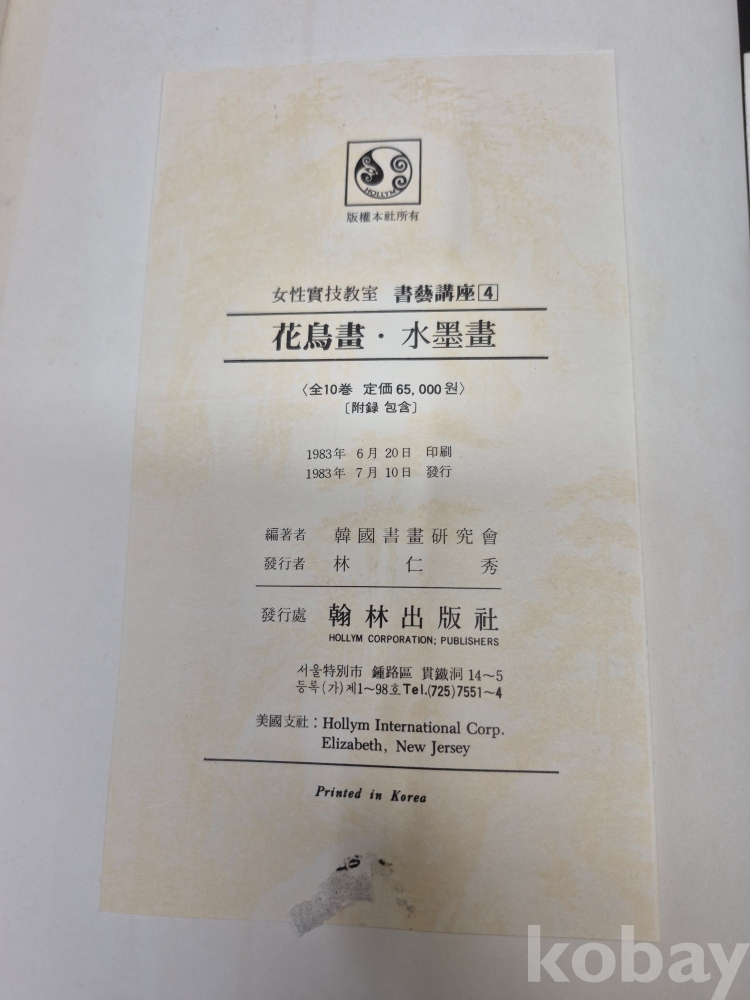 HOLLYM
版權本社所有
女性實技教室 書藝講座 4
花鳥畫・水墨畫
〈全10巻 定価 65,000원〉
〔附録 包含〕
1983年 6月 20日 印刷
1983年 7月 10日 發行
編著者 韓國書畫研究會
發行者 林仁秀
發行處 翰林出版社
HOLLYM CORPORATION; PUBLISHERS
서울特別市 鍾路區 貫鐵洞 14~5
등록(가)제1~98호 Tel.(725)7551~4
美國支社 : Hollym International Corp.
Elizabeth, New Jersey
Printed in Korea
kobay